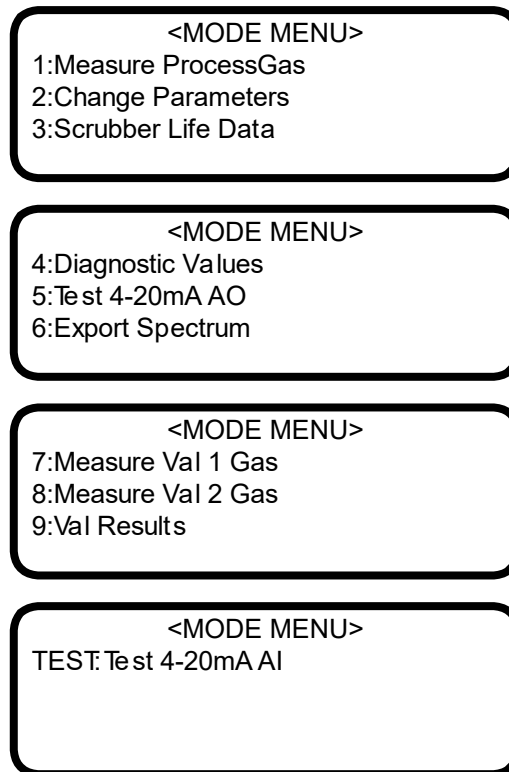 <MODE MENU>
1:Measure ProcessGas
2:Change Parameters
3:Scrubber Life Data
<MODE MENU>
4:Diagnostic Values
5:Test 4-20mA AO
6:Export Spectrum
<MODE MENU>
7:Measure Val 1 Gas
8:Measure Val 2 Gas
9:Val Results
<MODE MENU>
TEST:Test 4-20mA AI